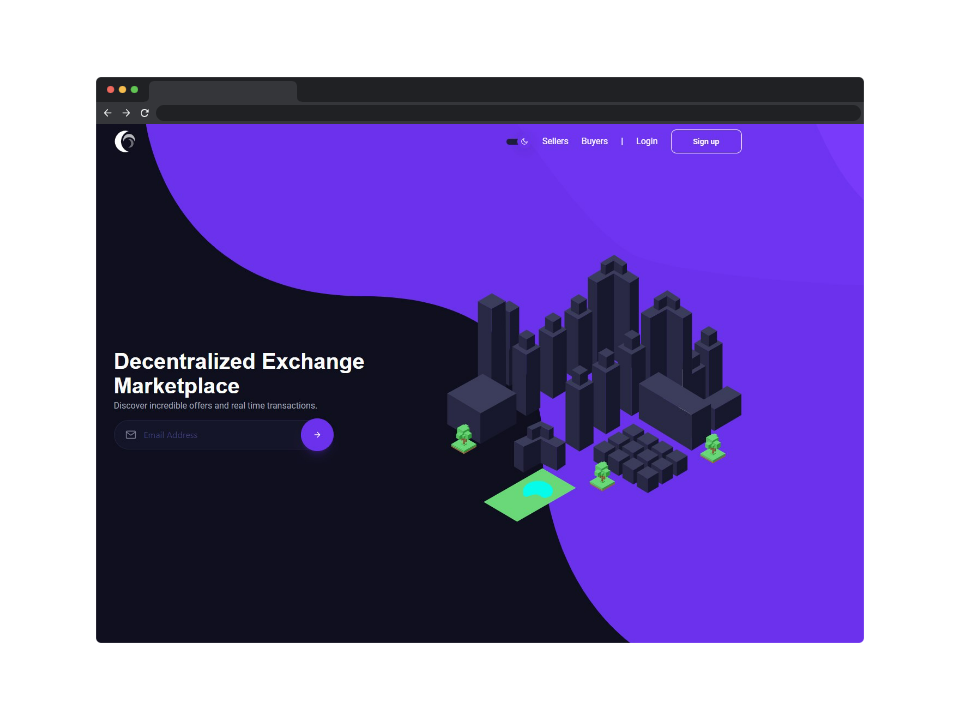 Sellers Buyers | Login Sign up
Decentralized Exchange
Marketplace
Discover incredible offers and real time transactions.
Email Address